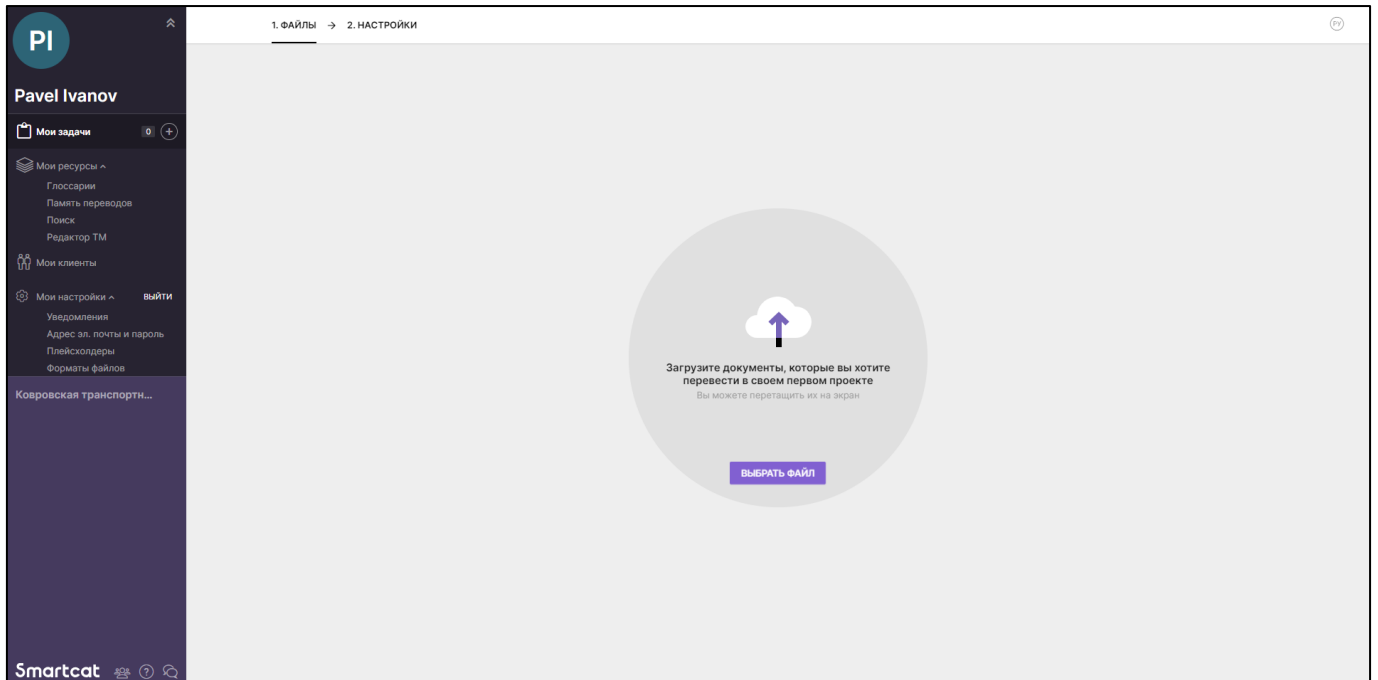 PI
Pavel Ivanov
Мои задачи 0
Мои ресурсы
Глоссарии
Память переводов
Поиск
Редактор ТМ
Мои клиенты
Мои настройки ВЫЙТИ
Уведомления
Адрес эл. почты и пароль
Плейсхолдеры
Форматы файлов
Ковровская транспортн...
Smartcat
1. ФАЙЛЫ → 2. НАСТРОЙКИ
РУ
Загрузите документы, которые вы хотите
перевести в своем первом проекте
Вы можете перетащить их на экран
ВЫБРАТЬ ФАЙЛ